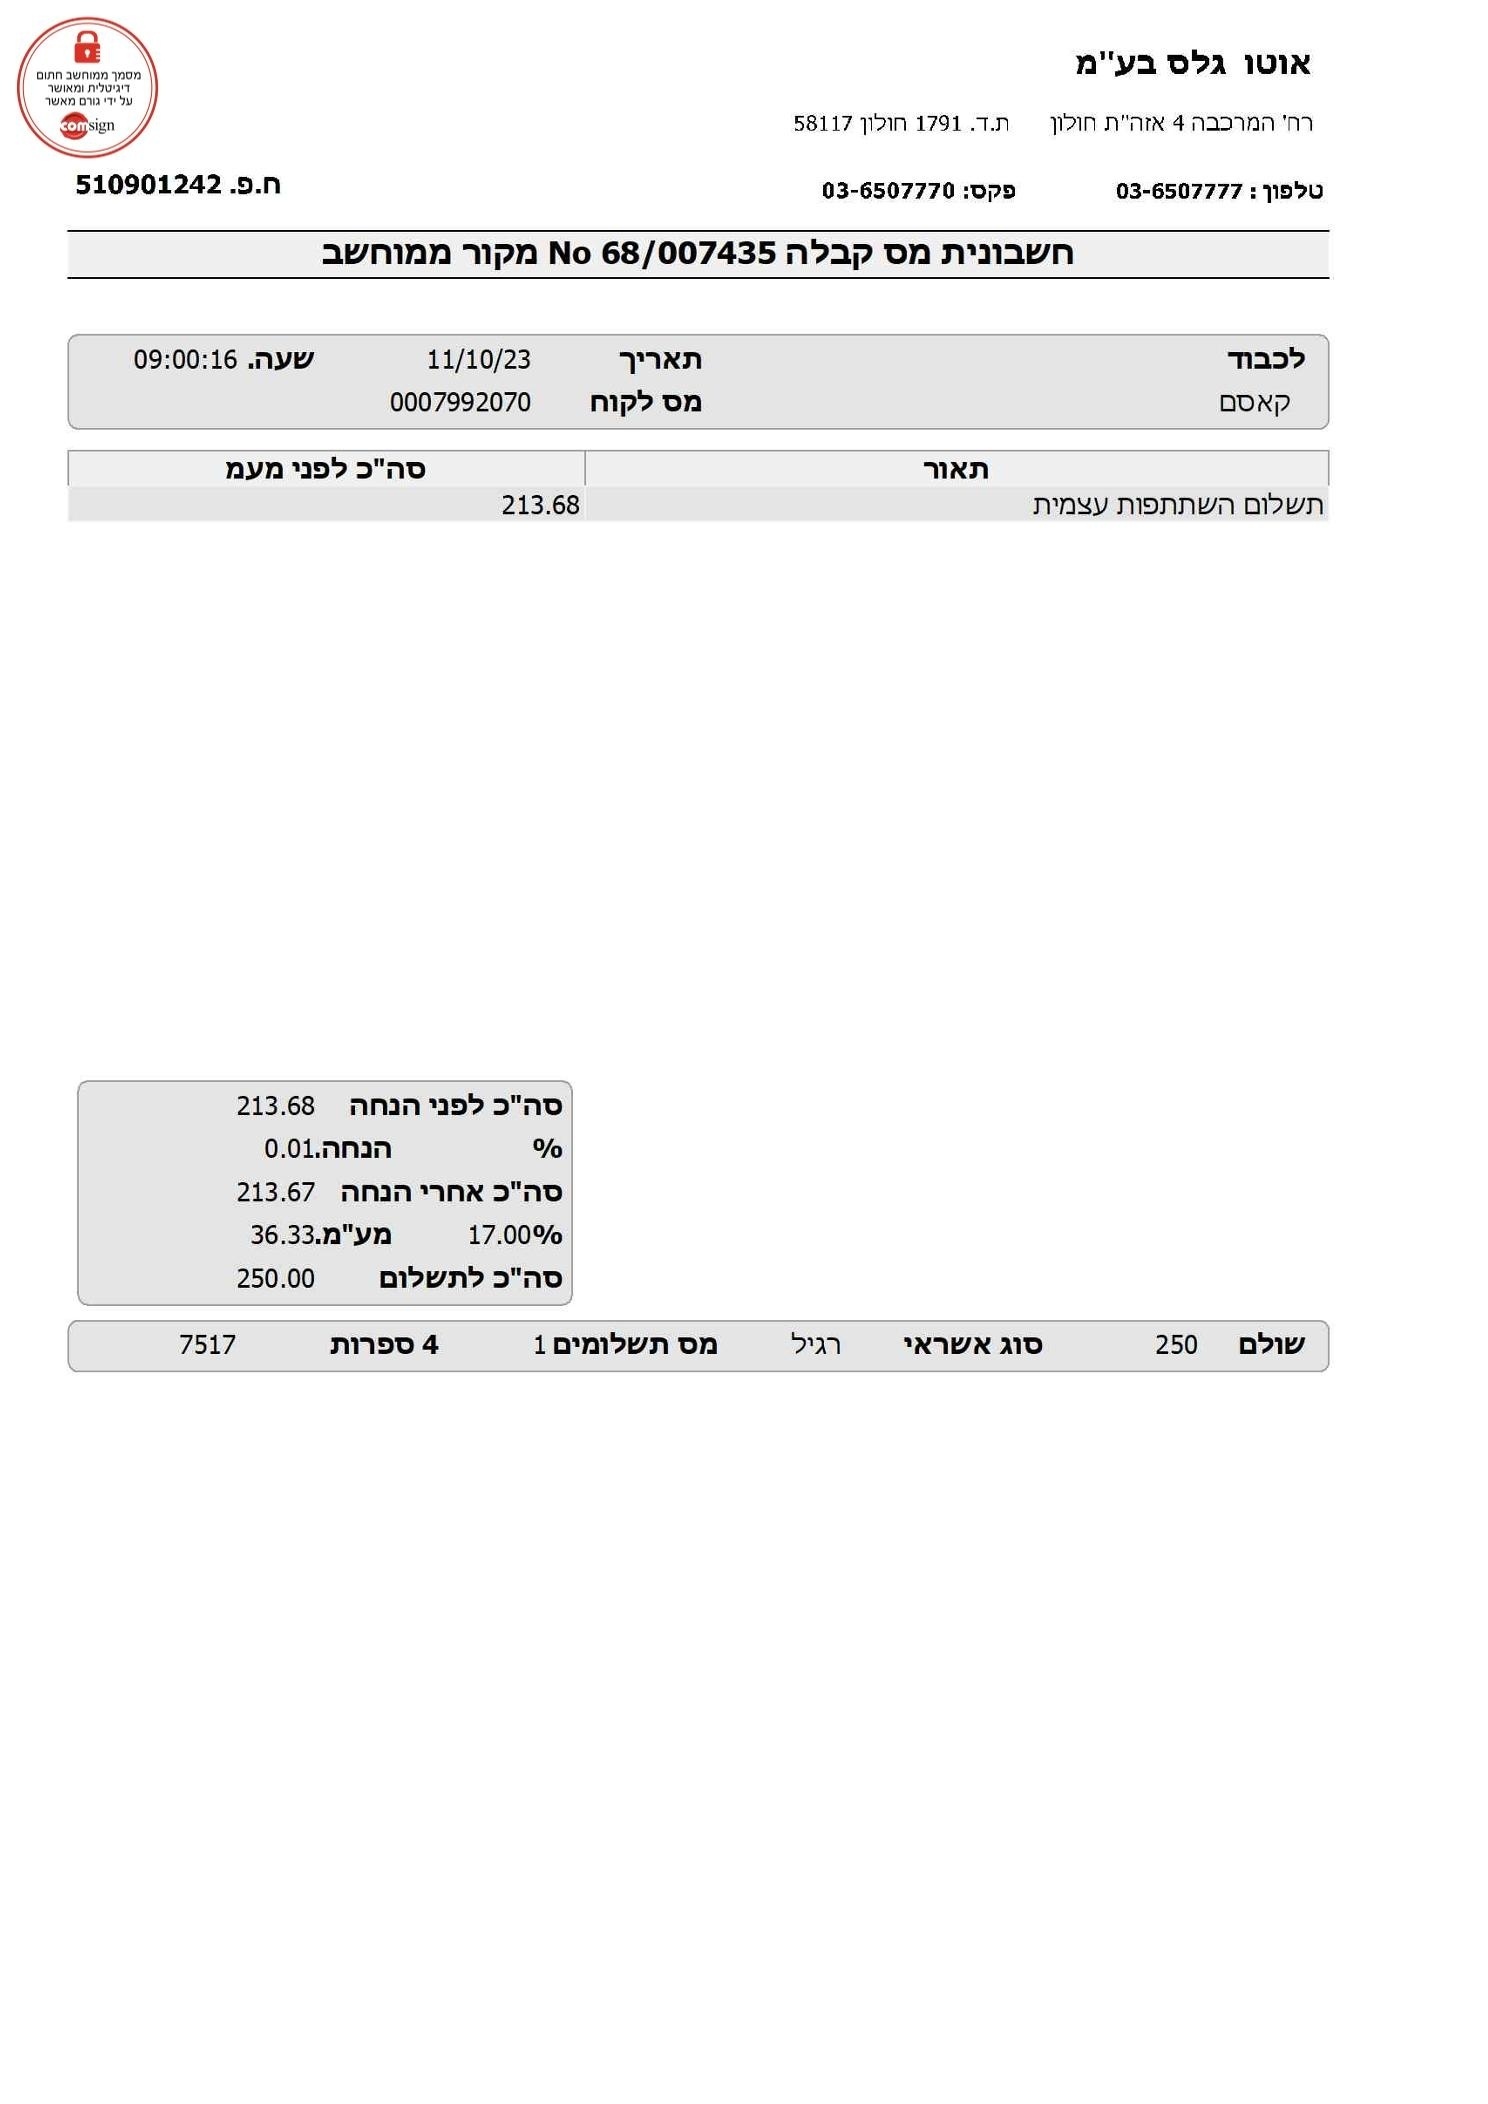 מסמך ממוחשב חתום
דיגיטלית ומאושר
על ידי גורם מאשר
comsign
אוטו גלס בע"מ
רח' המרכבה 4 אזה"ת חולון ת.ד. 1791 חולון 58117
טלפון : 03-6507777 פקס: 03-6507770 ח.פ. 510901242
חשבונית מס קבלה No 68/007435 מקור ממוחשב
לכבוד תאריך 11/10/23 שעה. 09:00:16
קאסם מס לקוח 0007992070
תאור סה"כ לפני מעמ
תשלום השתתפות עצמית 213.68
סה"כ לפני הנחה 213.68
% הנחה. 0.01
סה"כ אחרי הנחה 213.67
%17.00 מע"מ. 36.33
סה"כ לתשלום 250.00
שולם 250 סוג אשראי רגיל מס תשלומים 1 4 ספרות 7517